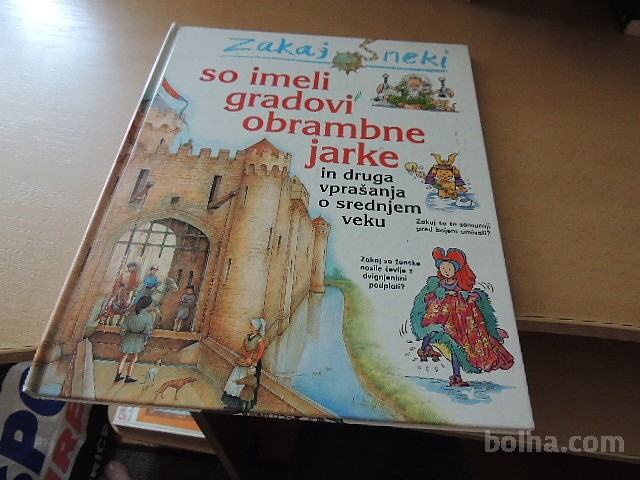 Zakaj neki
so imeli
gradovi
obrambne
jarke
in druga
vprašanja
o srednjem
veku
Zakaj so se samuraji
pred bojem umivali?
Zakaj so ženske
nosile čevlje z
dvignjenimi
podplati?
bolha.com